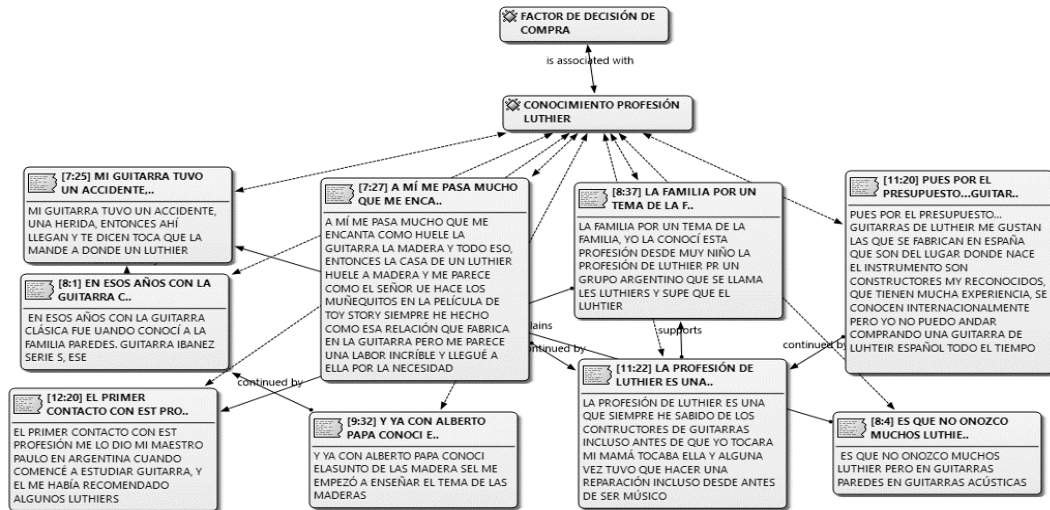 FACTOR DE DECISIÓN DE
COMPRA
is associated with
CONOCIMIENTO PROFESIÓN
LUTHIER
[7:25] MI GUITARRA TUVO
UN ACCIDENTE,..
MI GUITARRA TUVO UN ACCIDENTE,
UNA HERIDA, ENTONCES AHÍ
LLEGAN Y TE DICEN TOCA QUE LA
MANDE A DONDE UN LUTHIER
[7:27] A MÍ ME PASA MUCHO
QUE ME ENCA..
A MÍ ME PASA MUCHO QUE ME
ENCANTA COMO HUELE LA
GUITARRA LA MADERA Y TODO ESO,
ENTONCES LA CASA DE UN LUTHIER
HUELE A MADERA Y ME PARECE
COMO EL SEÑOR UE HACE LOS
MUÑEQUITOS EN LA PELÍCULA DE
TOY STORY SIEMPRE HE HECHO
COMO ESA RELACIÓN QUE FABRICA
EN LA GUITARRA PERO ME PARECE
UNA LABOR INCRÍBLE Y LLEGUÉ A
ELLA POR LA NECESIDAD
[8:37] LA FAMILIA POR UN
TEMA DE LA F..
LA FAMILIA POR UN TEMA DE LA
FAMILIA, YO LA CONOCÍ ESTA
PROFESIÓN DESDE MUY NIÑO LA
PROFESIÓN DE LUTHIER PR UN
GRUPO ARGENTINO QUE SE LLAMA
LES LUTHIERS Y SUPE QUE EL
LUHTIER
[11:20] PUES POR EL
PRESUPUESTO...GUITAR..
PUES POR EL PRESUPUESTO...
GUITARRAS DE LUTHEIR ME GUSTAN
LAS QUE SE FABRICAN EN ESPAÑA
QUE SON DEL LUGAR DONDE NACE
EL INSTRUMENTO SON
CONSTRUCTORES MY RECONOCIDOS,
QUE TIENEN MUCHA EXPERIENCIA, SE
CONOCEN INTERNACIONALMENTE
PERO YO NO PUEDO ANDAR
COMPRANDO UNA GUITARRA DE
LUHTEIR ESPAÑOL TODO EL TIEMPO
[8:1] EN ESOS AÑOS CON LA
GUITARRA C..
EN ESOS AÑOS CON LA GUITARRA
CLÁSICA FUE UANDO CONOCÍ A LA
FAMILIA PAREDES. GUITARRA IBANEZ
SERIE S, ESE
lains
supports
continued by
continued by
continued by
[12:20] EL PRIMER
CONTACTO CON EST PRO..
EL PRIMER CONTACTO CON EST
PROFESIÓN ME LO DIO MI MAESTRO
PAULO EN ARGENTINA CUANDO
COMENCÉ A ESTUDIAR GUITARRA, Y
EL ME HABÍA RECOMENDADO
ALGUNOS LUTHIERS
[9:32] Y YA CON ALBERTO
PAPA CONOCI E..
Y YA CON ALBERTO PAPA CONOCI
ELASUNTO DE LAS MADERA SEL ME
EMPEZÓ A ENSEÑAR EL TEMA DE LAS
MADERAS
[11:22] LA PROFESIÓN DE
LUTHIER ES UNA..
LA PROFESIÓN DE LUTHIER ES UNA
QUE SIEMPRE HE SABIDO DE LOS
CONTRUCTORES DE GUITARRAS
INCLUSO ANTES DE QUE YO TOCARA
MI MAMÁ TOCABA ELLA Y ALGUNA
VEZ TUVO QUE HACER UNA
REPARACIÓN INCLUSO DESDE ANTES
DE SER MÚSICO
[8:4] ES QUE NO ONOZCO
MUCHOS LUTHIE..
ES QUE NO ONOZCO MUCHOS
LUTHIER PERO EN GUITARRAS
PAREDES EN GUITARRAS ACÚSTICAS